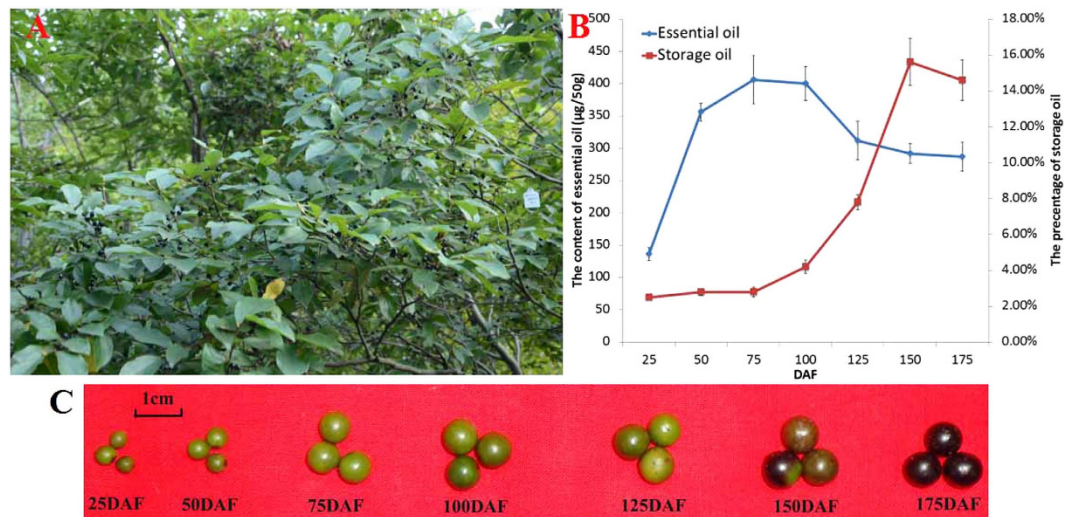 A
B
Essential oil
Storage oil
The content of essential oil (μg/50g)
500
450
400
350
300
250
200
150
100
50
0
18.00%
16.00%
14.00%
12.00%
10.00%
8.00%
6.00%
4.00%
2.00%
0.00%
The precentage of storage oil
25 50 75 100 125 150 175
DAF
C
1cm
25DAF 50DAF 75DAF 100DAF 125DAF 150DAF 175DAF